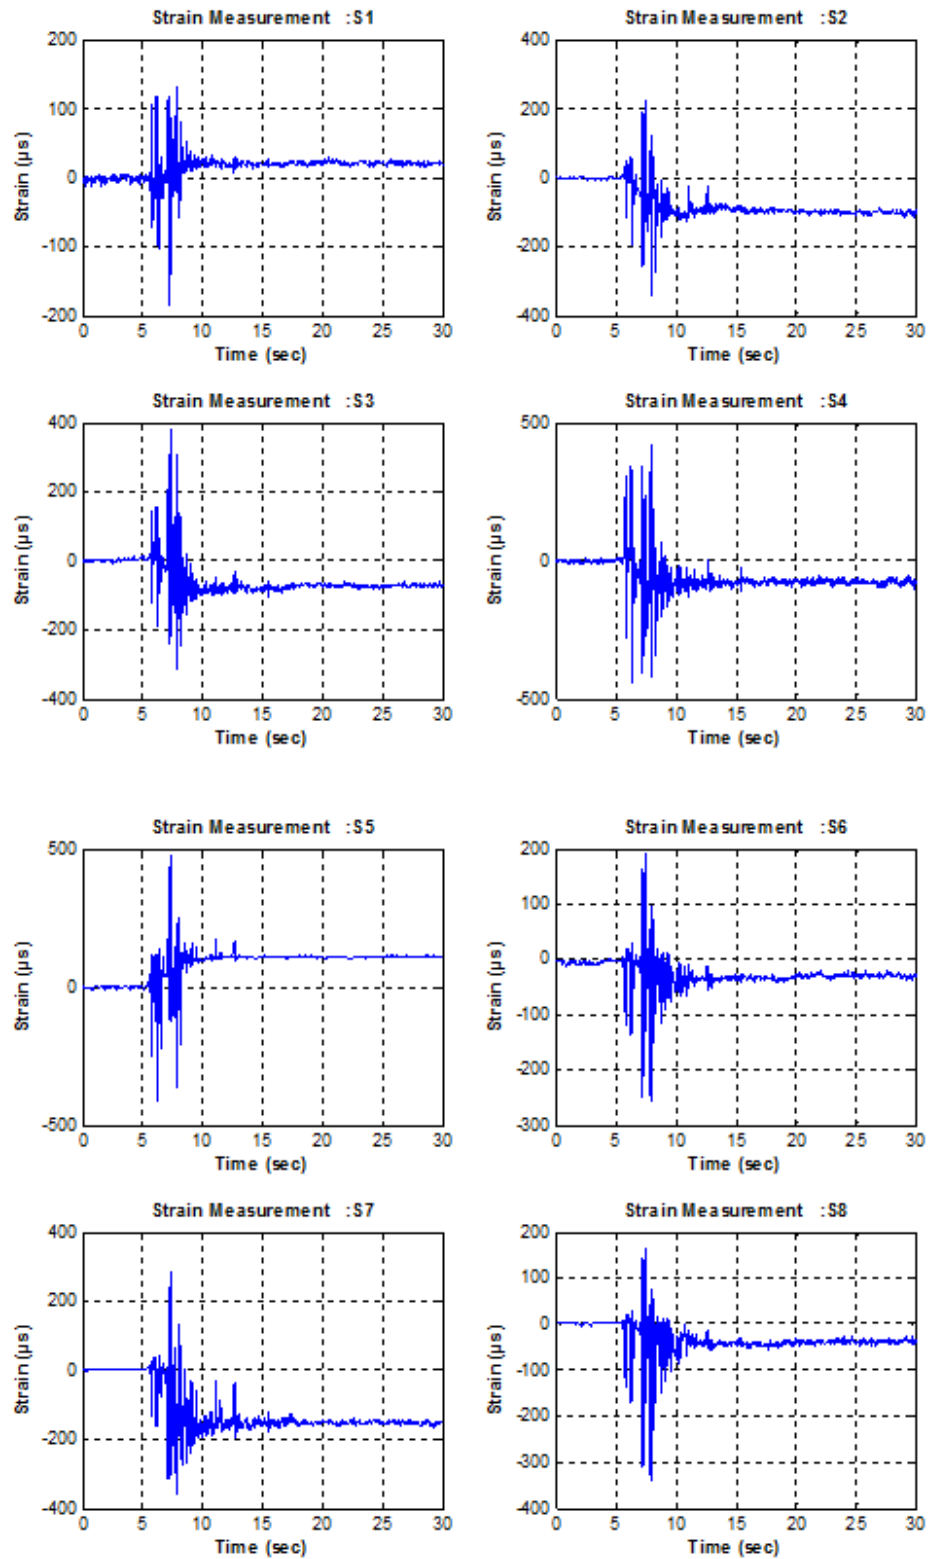 Strain Measurement :S1
200
100
0
-100
-200
Strain (µs)
0 5 10 15 20 25 30
Time (sec)
Strain Measurement :S2
400
200
0
-200
-400
Strain (µs)
0 5 10 15 20 25 30
Time (sec)
Strain Measurement :S3
400
200
0
-200
-400
Strain (µs)
0 5 10 15 20 25 30
Time (sec)
Strain Measurement :S4
500
0
-500
Strain (µs)
0 5 10 15 20 25 30
Time (sec)
Strain Measurement :S5
500
0
-500
Strain (µs)
0 5 10 15 20 25 30
Time (sec)
Strain Measurement :S6
200
100
0
-100
-200
-300
Strain (µs)
0 5 10 15 20 25 30
Time (sec)
Strain Measurement :S7
400
200
0
-200
-400
Strain (µs)
0 5 10 15 20 25 30
Time (sec)
Strain Measurement :S8
200
100
0
-100
-200
-300
-400
Strain (µs)
0 5 10 15 20 25 30
Time (sec)